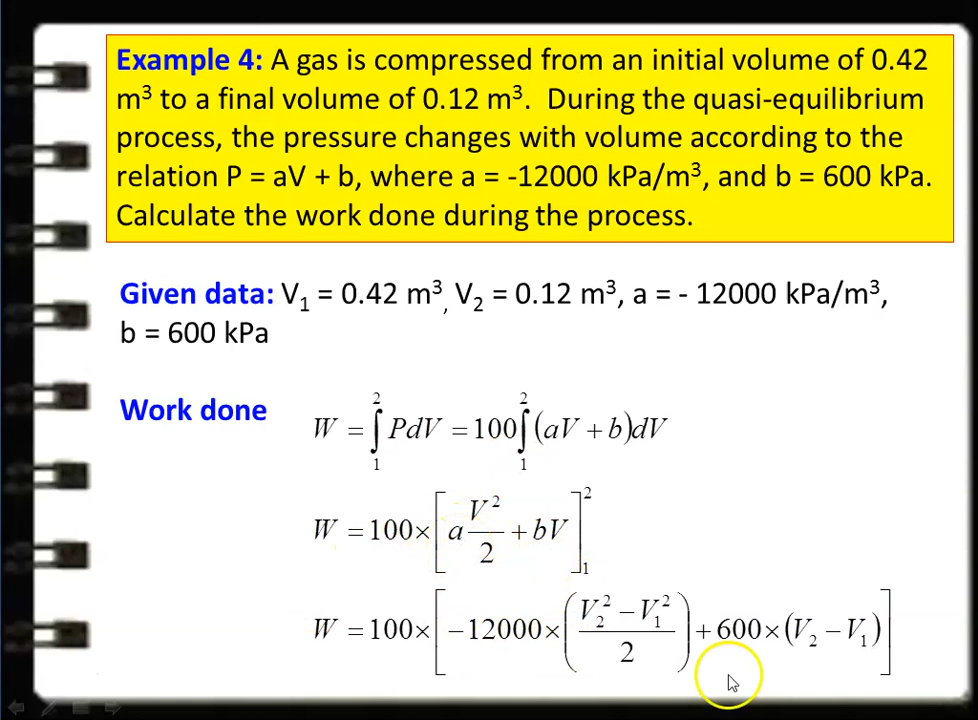 Example 4: A gas is compressed from an initial volume of 0.42
m³ to a final volume of 0.12 m³. During the quasi-equilibrium
process, the pressure changes with volume according to the
relation P = aV + b, where a = -12000 kPa/m³, and b = 600 kPa.
Calculate the work done during the process.
Given data: V₁ = 0.42 m³, V₂ = 0.12 m³, a = - 12000 kPa/m³,
b = 600 kPa
Work done W = ∫₁² PdV = 100∫₁² (aV + b)dV
W = 100×[a V²/2 + bV]₁²
W = 100×[−12000×((V₂² − V₁²)/2) + 600×(V₂ − V₁)]